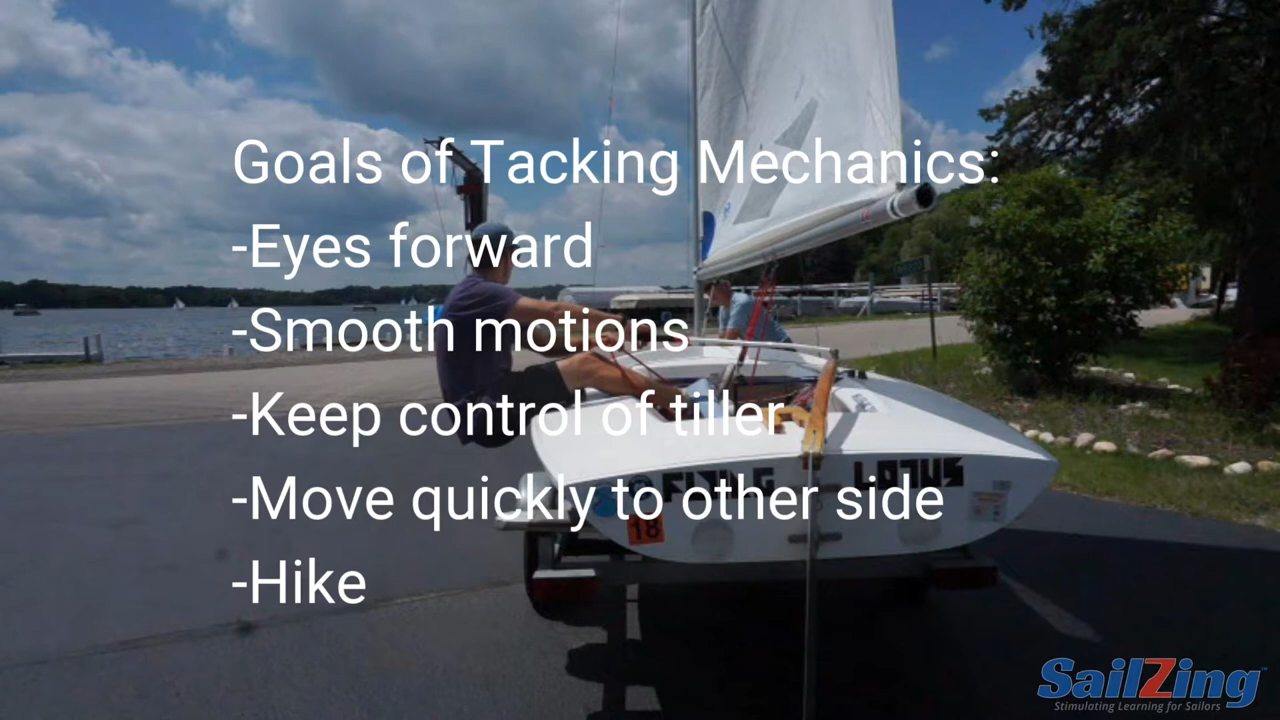 Goals of Tacking Mechanics:
-Eyes forward
-Smooth motions
-Keep control of tiller
-Move quickly to other side
-Hike
FLYING LOTUS
18
SailZing
Stimulating Learning for Sailors